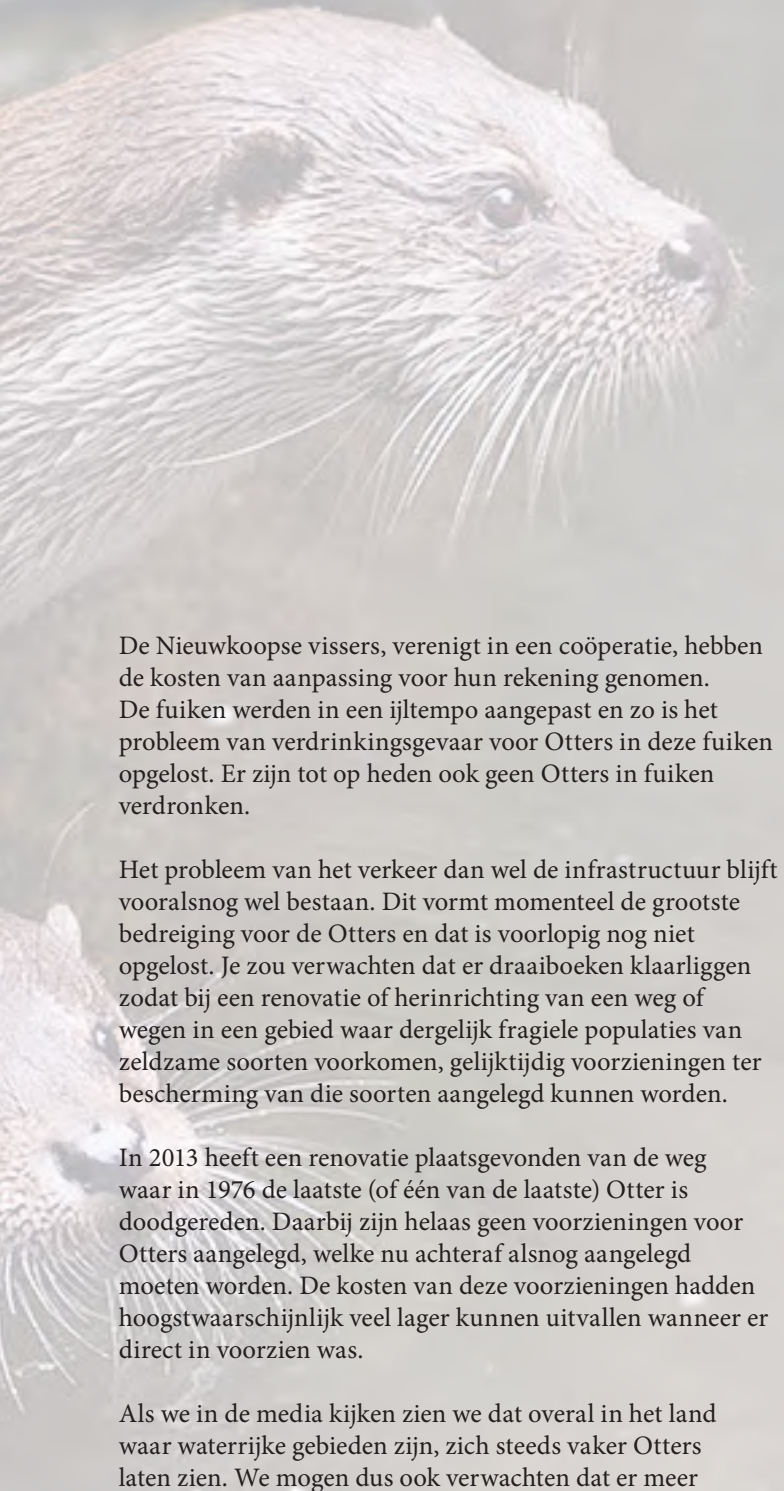 De Nieuwkoopse vissers, verenigt in een coöperatie, hebben
de kosten van aanpassing voor hun rekening genomen.
De fuiken werden in een ijltempo aangepast en zo is het
probleem van verdrinkingsgevaar voor Otters in deze fuiken
opgelost. Er zijn tot op heden ook geen Otters in fuiken
verdronken.

Het probleem van het verkeer dan wel de infrastructuur blijft
vooralsnog wel bestaan. Dit vormt momenteel de grootste
bedreiging voor de Otters en dat is voorlopig nog niet
opgelost. Je zou verwachten dat er draaiboeken klaarliggen
zodat bij een renovatie of herinrichting van een weg of
wegen in een gebied waar dergelijk fragiele populaties van
zeldzame soorten voorkomen, gelijktijdig voorzieningen ter
bescherming van die soorten aangelegd kunnen worden.

In 2013 heeft een renovatie plaatsgevonden van de weg
waar in 1976 de laatste (of één van de laatste) Otter is
doodgereden. Daarbij zijn helaas geen voorzieningen voor
Otters aangelegd, welke nu achteraf alsnog aangelegd
moeten worden. De kosten van deze voorzieningen hadden
hoogstwaarschijnlijk veel lager kunnen uitvallen wanneer er
direct in voorzien was.

Als we in de media kijken zien we dat overal in het land
waar waterrijke gebieden zijn, zich steeds vaker Otters
laten zien. We mogen dus ook verwachten dat er meer